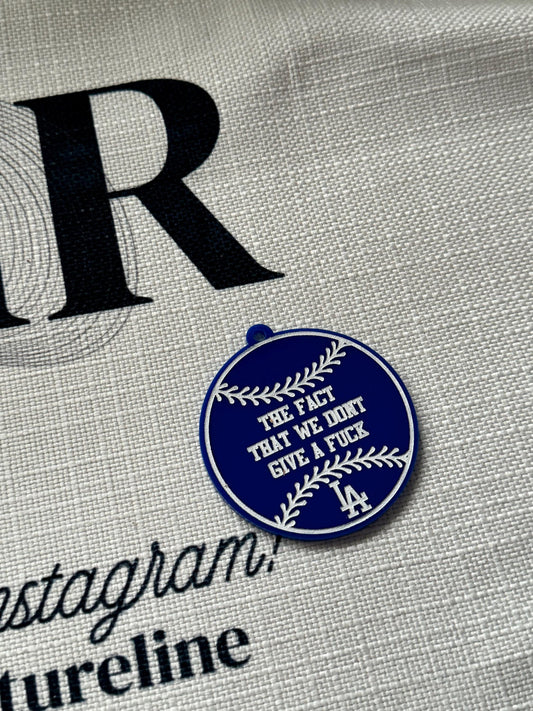 R
THE FACT
THAT WE DONT
GIVE A FUCK
LA
nstagram!
tureline